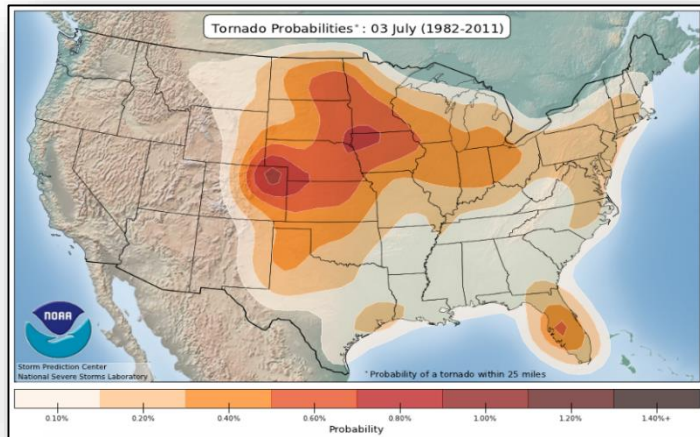 Tornado Probabilities*: 03 July (1982-2011)
NOAA
Storm Prediction Center
National Severe Storms Laboratory
*Probability of a tornado within 25 miles
0.10% 0.20% 0.40% 0.60% 0.80% 1.00% 1.20% 1.40%+
Probability